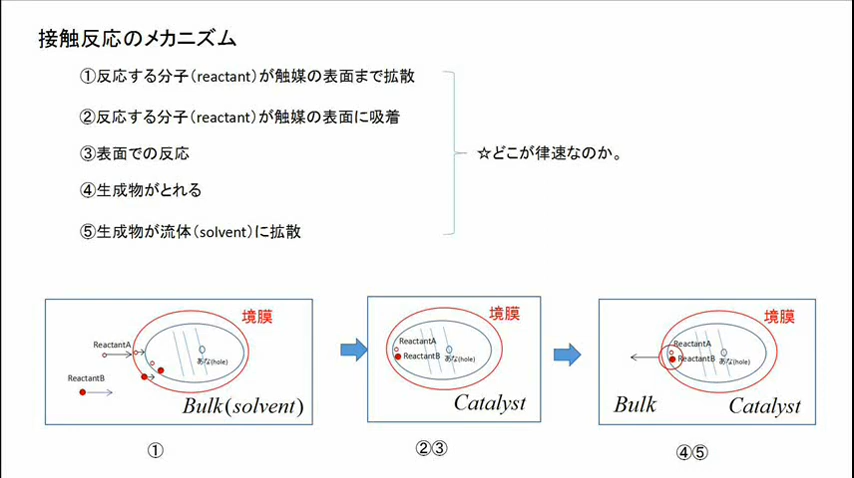 接触反応のメカニズム
①反応する分子(reactant)が触媒の表面まで拡散
②反応する分子(reactant)が触媒の表面に吸着
③表面での反応
④生成物がとれる
⑤生成物が流体(solvent)に拡散
☆どこが律速なのか。
境膜
ReactantA
あな(hole)
ReactantB
Bulk(solvent)
①
境膜
ReactantA
ReactantB
あな(hole)
Catalyst
②③
境膜
ReactantA
ReactantB
あな(hole)
Bulk
Catalyst
④⑤